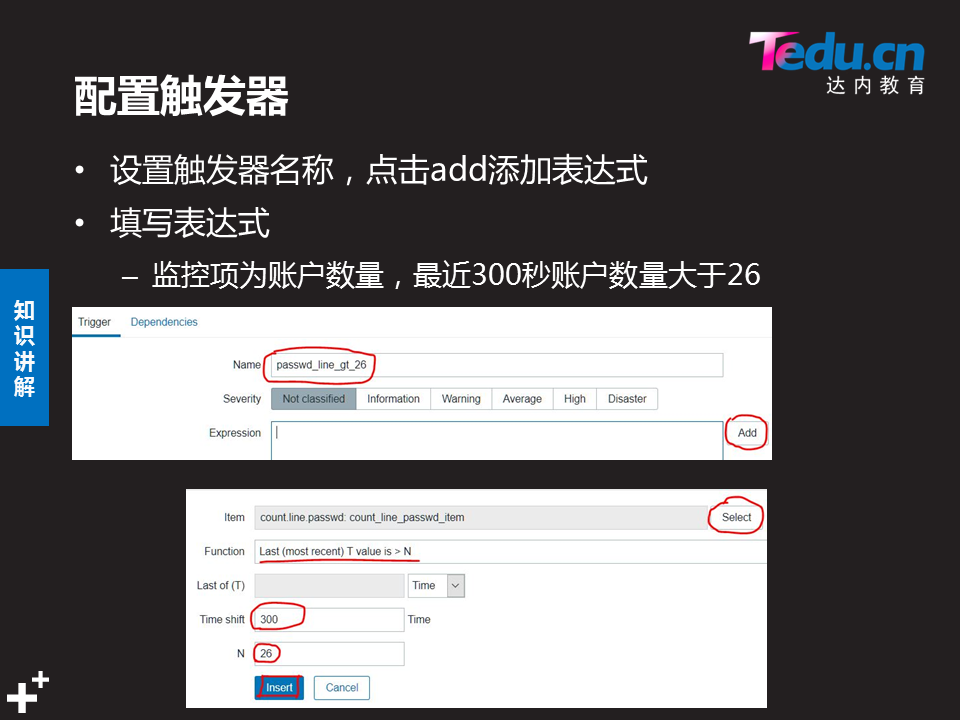 Tedu.cn
达内教育
配置触发器
• 设置触发器名称，点击add添加表达式
• 填写表达式
– 监控项为账户数量，最近300秒账户数量大于26
知识讲解
Trigger Dependencies
Name passwd_line_gt_26
Severity Not classified Information Warning Average High Disaster
Expression Add
Item count.line.passwd: count_line_passwd_item Select
Function Last (most recent) T value is > N
Last of (T) Time
Time shift 300 Time
N 26
Insert Cancel